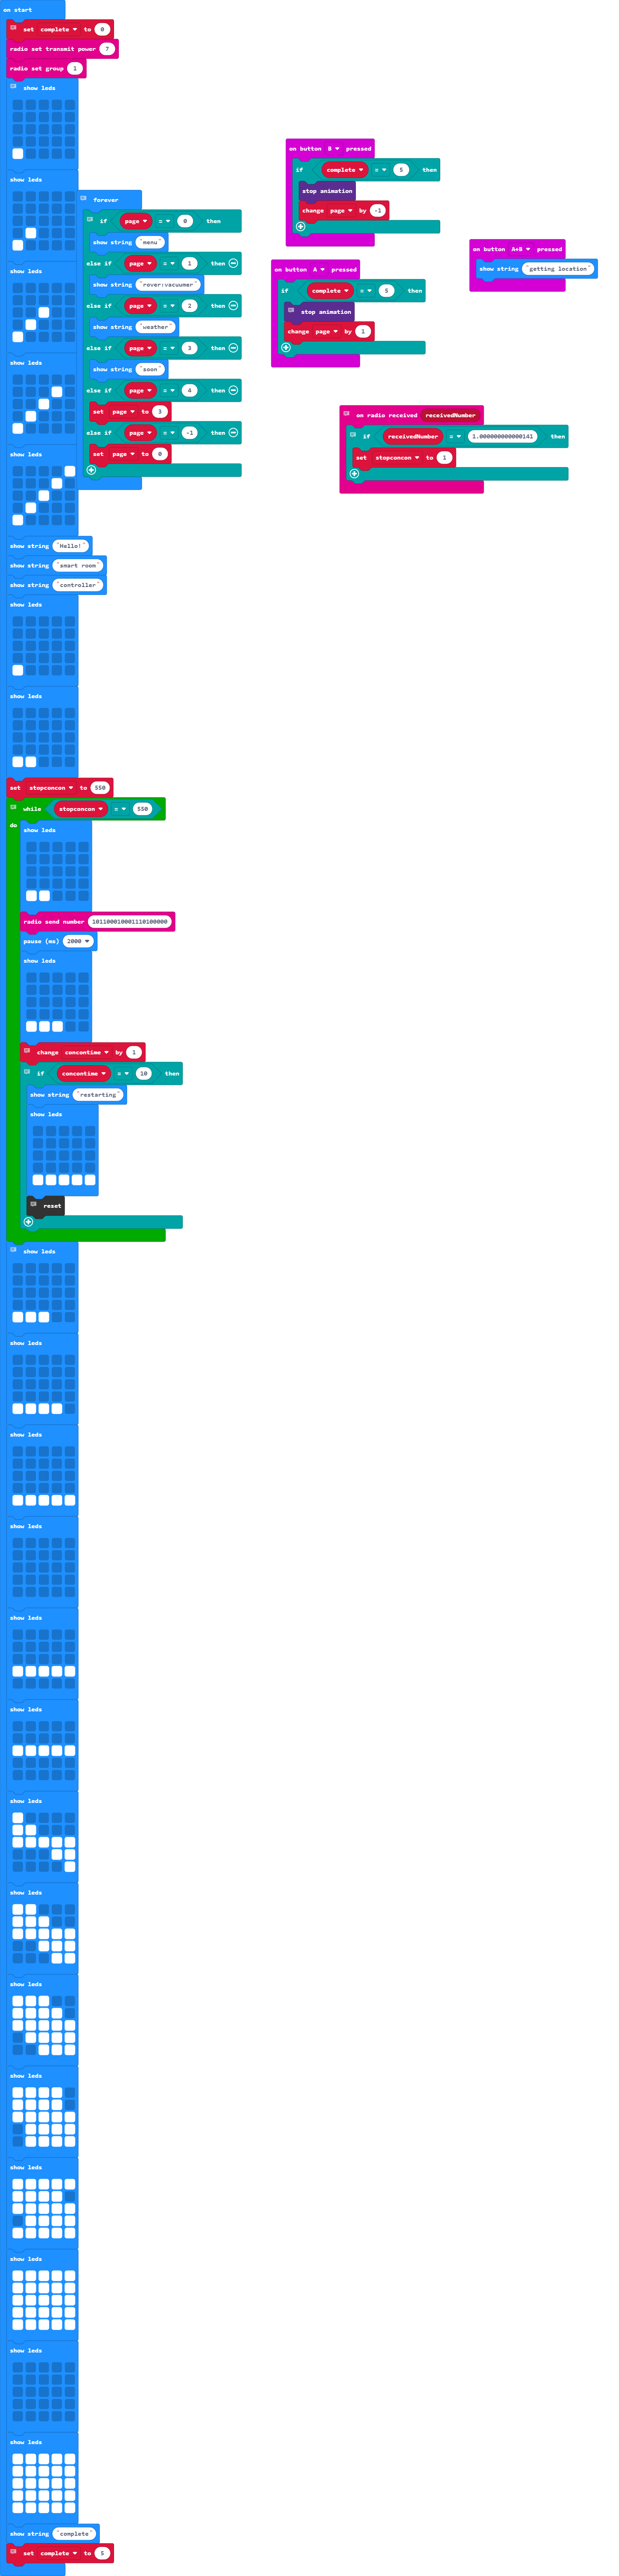 on start
set complete to 0
radio set transmit power 7
radio set group 1
show leds
show leds
show leds
show leds
show leds
show string "Hello!"
show string "smart room"
show string "controller"
show leds
show leds
set stopconcon to 550
while stopconcon = 550
do
show leds
radio send number 101100010001110100000
pause (ms) 2000
show leds
change concontime by 1
if concontime = 10 then
show string "restarting"
show leds
reset
show leds
show leds
show leds
show leds
show leds
show leds
show leds
show leds
show leds
show leds
show leds
show leds
show leds
show leds
show string "complete"
set complete to 5
forever
if page = 0 then
show string "menu"
else if page = 1 then
show string "rover:vacuumer"
else if page = 2 then
show string "weather"
else if page = 3 then
show string "soon"
else if page = 4 then
set page to 3
else if page = -1 then
set page to 0
on button B pressed
if complete = 5 then
stop animation
change page by -1
on button A pressed
if complete = 5 then
stop animation
change page by 1
on button A+B pressed
show string "getting location"
on radio received receivedNumber
if receivedNumber = 1.000000000000141 then
set stopconcon to 1